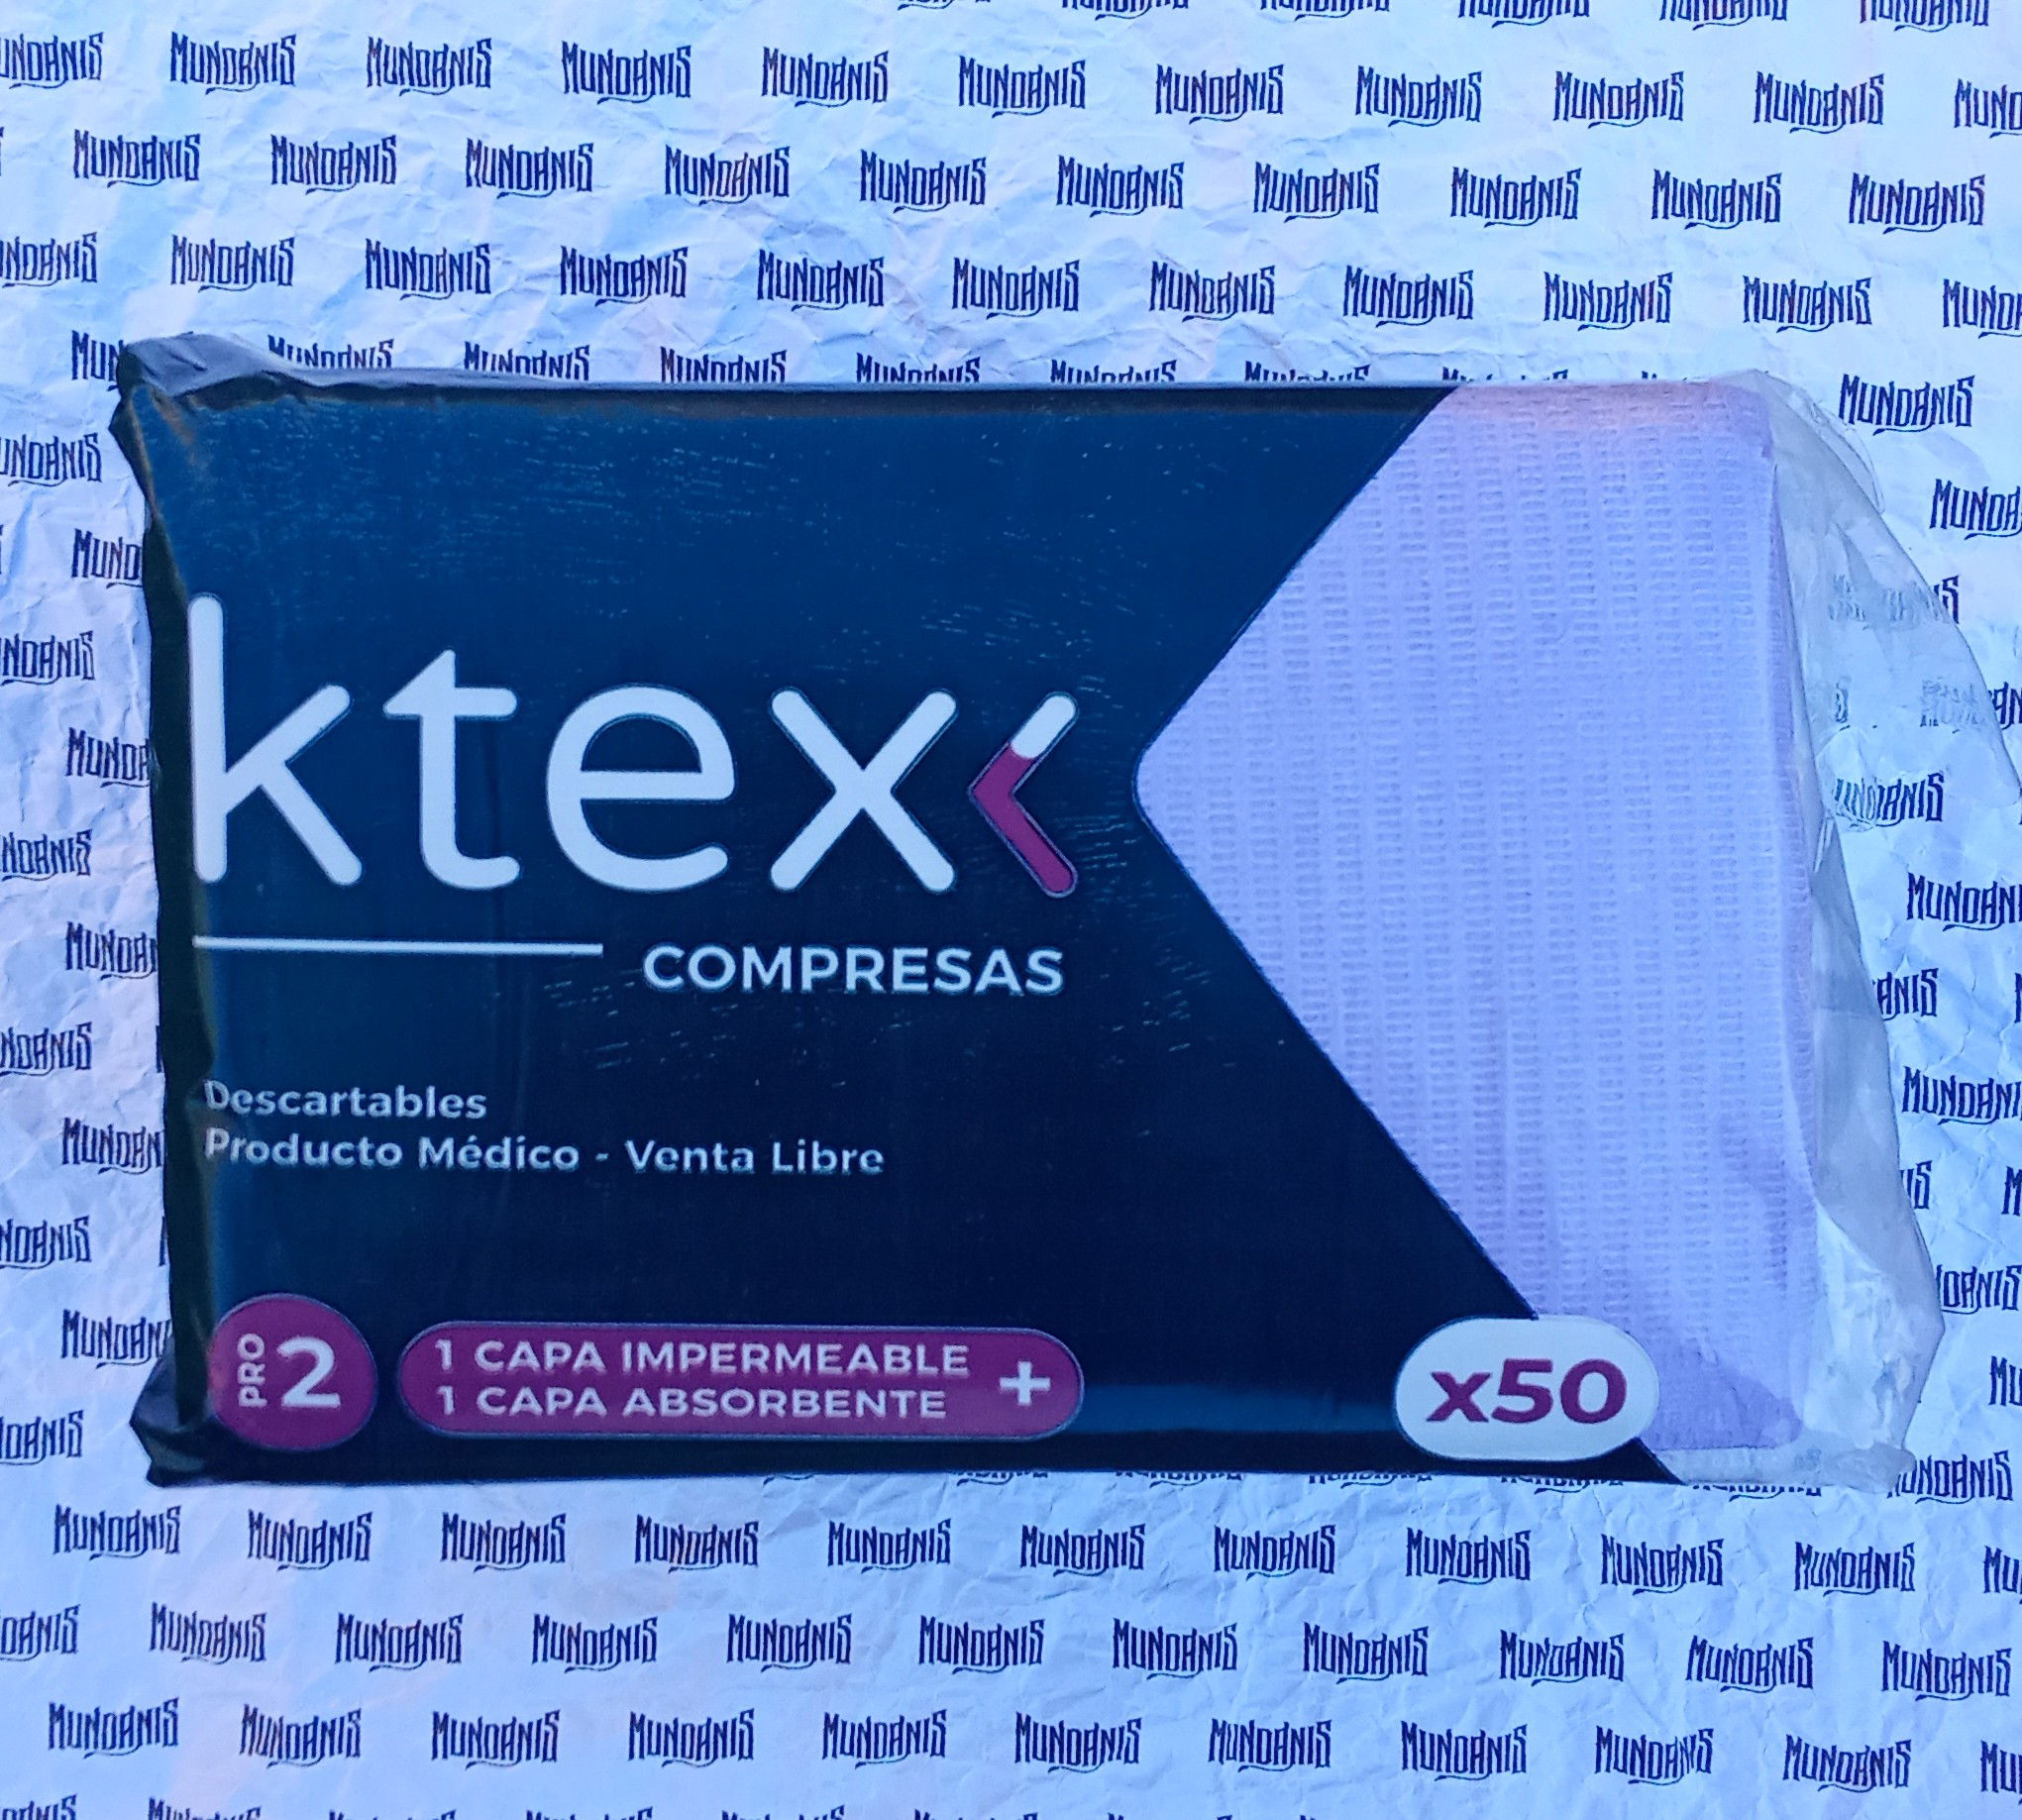 MUNDANIS
ktex
COMPRESAS
Descartables
Producto Médico - Venta Libre
PRO 2
1 CAPA IMPERMEABLE +
1 CAPA ABSORBENTE
x50